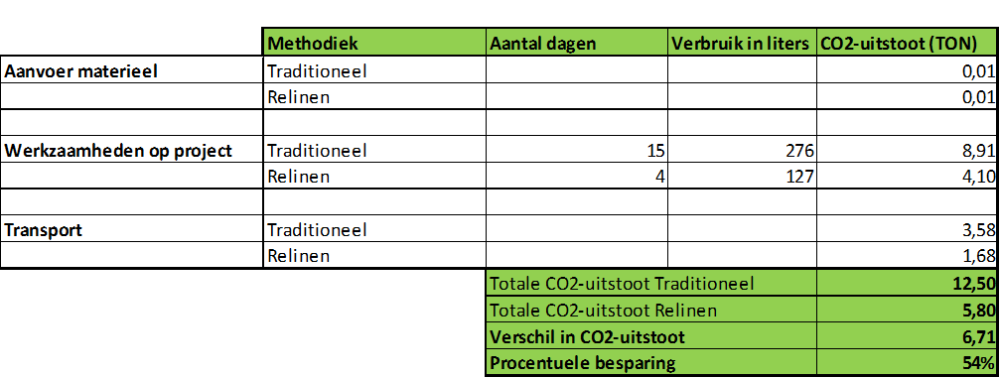 Methodiek Aantal dagen Verbruik in liters CO2-uitstoot (TON)
Aanvoer materieel Traditioneel 0,01
Relinen 0,01
Werkzaamheden op project Traditioneel 15 276 8,91
Relinen 4 127 4,10
Transport Traditioneel 3,58
Relinen 1,68
Totale CO2-uitstoot Traditioneel 12,50
Totale CO2-uitstoot Relinen 5,80
Verschil in CO2-uitstoot 6,71
Procentuele besparing 54%